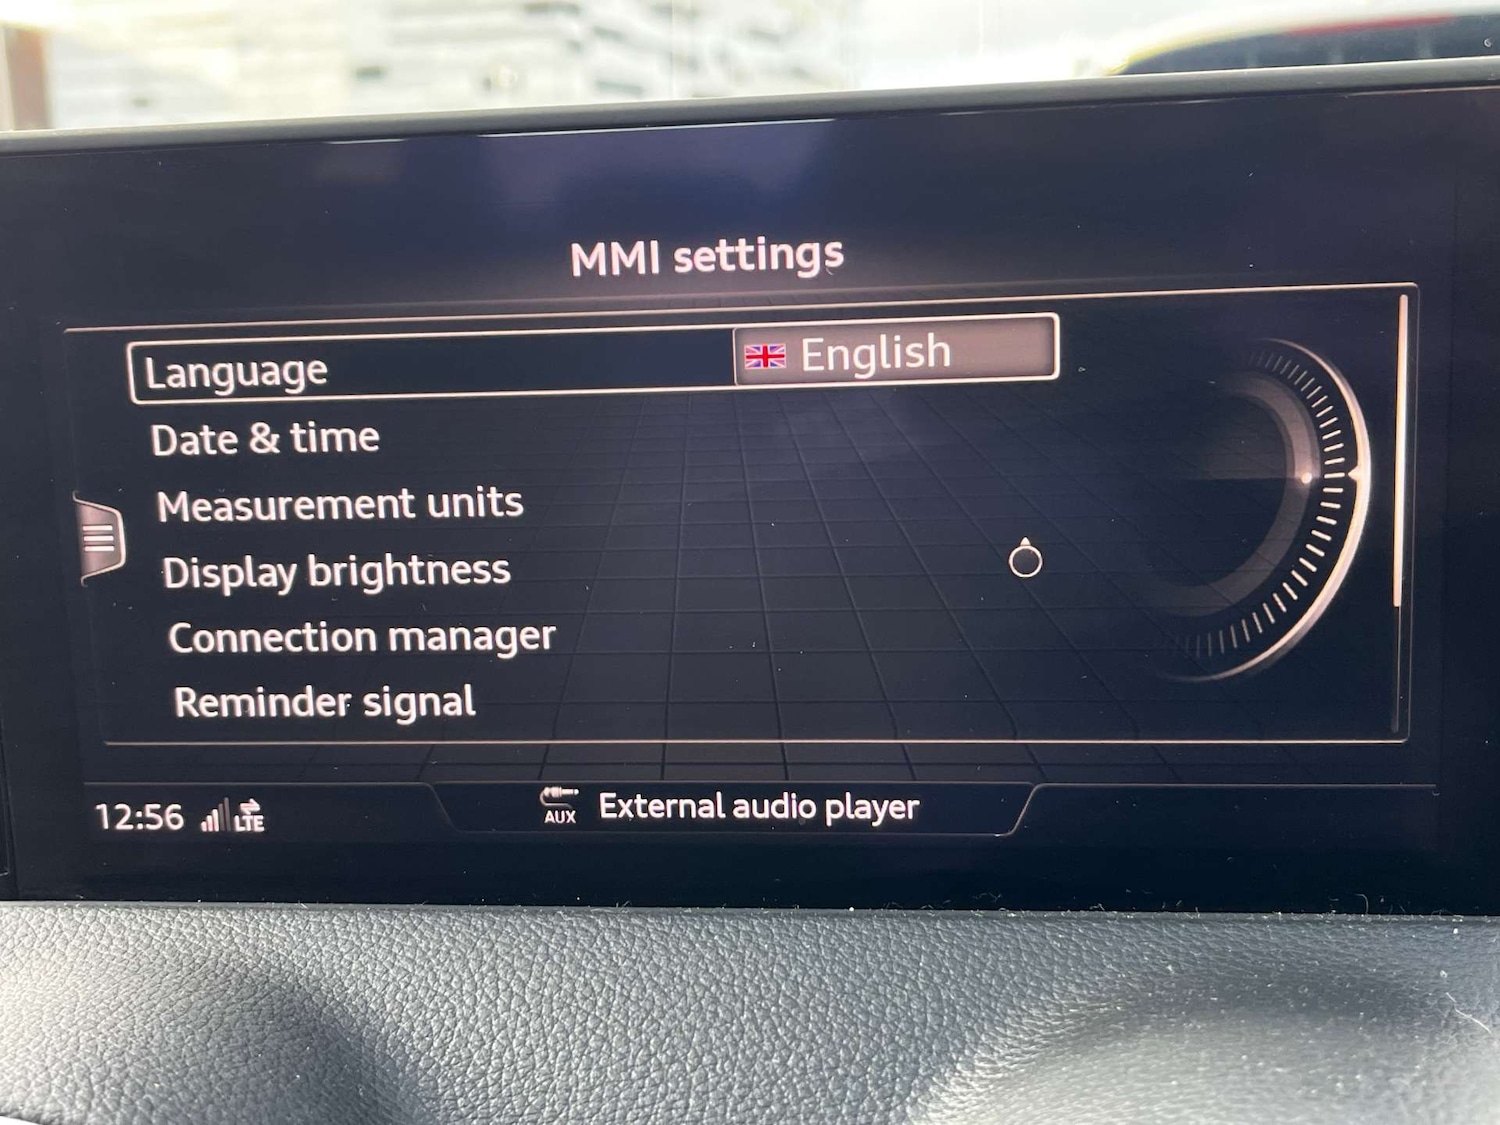 MMI settings
Language English
Date & time
Measurement units
Display brightness
Connection manager
Reminder signal
12:56 LTE AUX External audio player